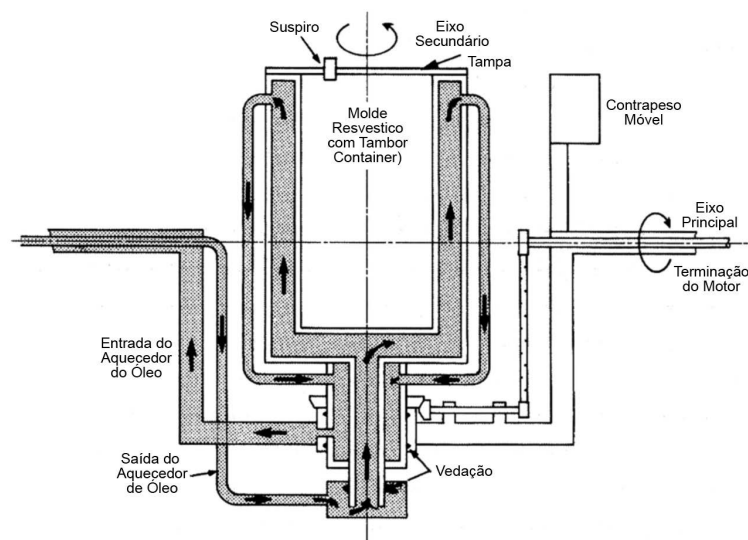 Suspiro
Eixo
Secundário
Tampa
Molde
Resvestico
com Tambor
Container)
Contrapeso
Móvel
Eixo
Principal
Terminação
do Motor
Entrada do
Aquecedor
do Óleo
Saída do
Aquecedor
de Óleo
Vedação